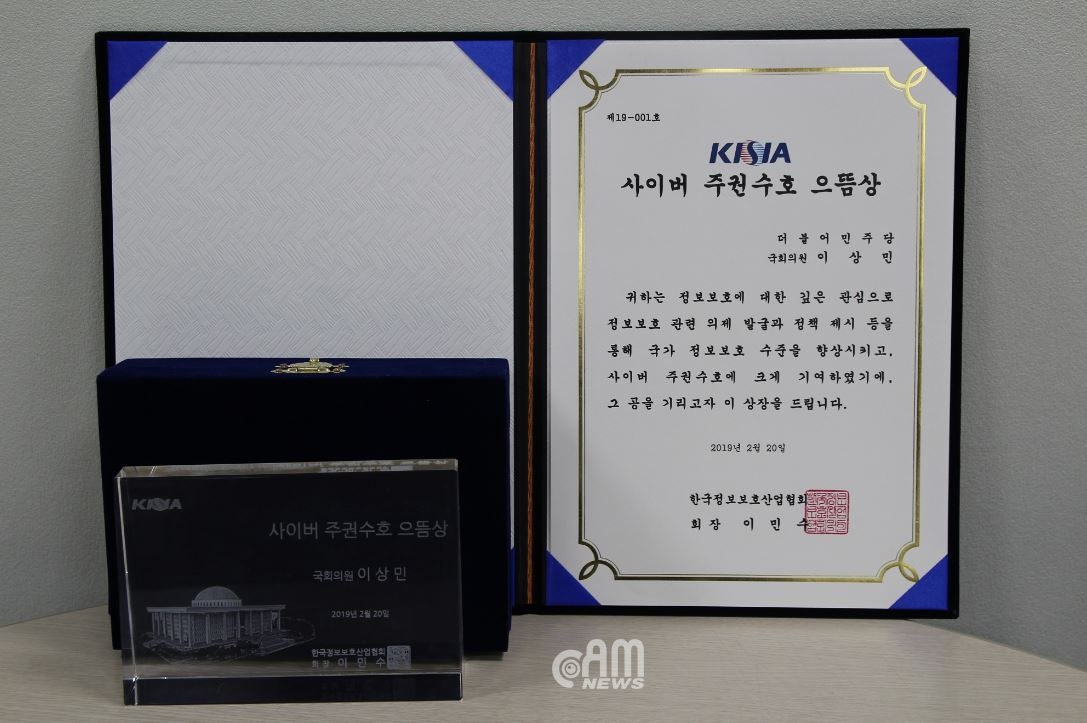 제19-001호
KISIA
사이버 주권수호 으뜸상
더 불 어 민 주 당
국회의원 이 상 민
귀하는 정보보호에 대한 깊은 관심으로
정보보호 관련 의제 발굴과 정책 제시 등을
통해 국가 정보보호 수준을 향상시키고,
사이버 주권수호에 크게 기여하였기에,
그 공을 기리고자 이 상장을 드립니다.
2019년 2월 20일
한국정보보호산업협회
회 장 이 민 수
KISIA
사이버 주권수호 으뜸상
국회의원 이 상 민
2019년 2월 20일
한국정보보호산업협회
회 장 이 민 수
CAM
NEWS